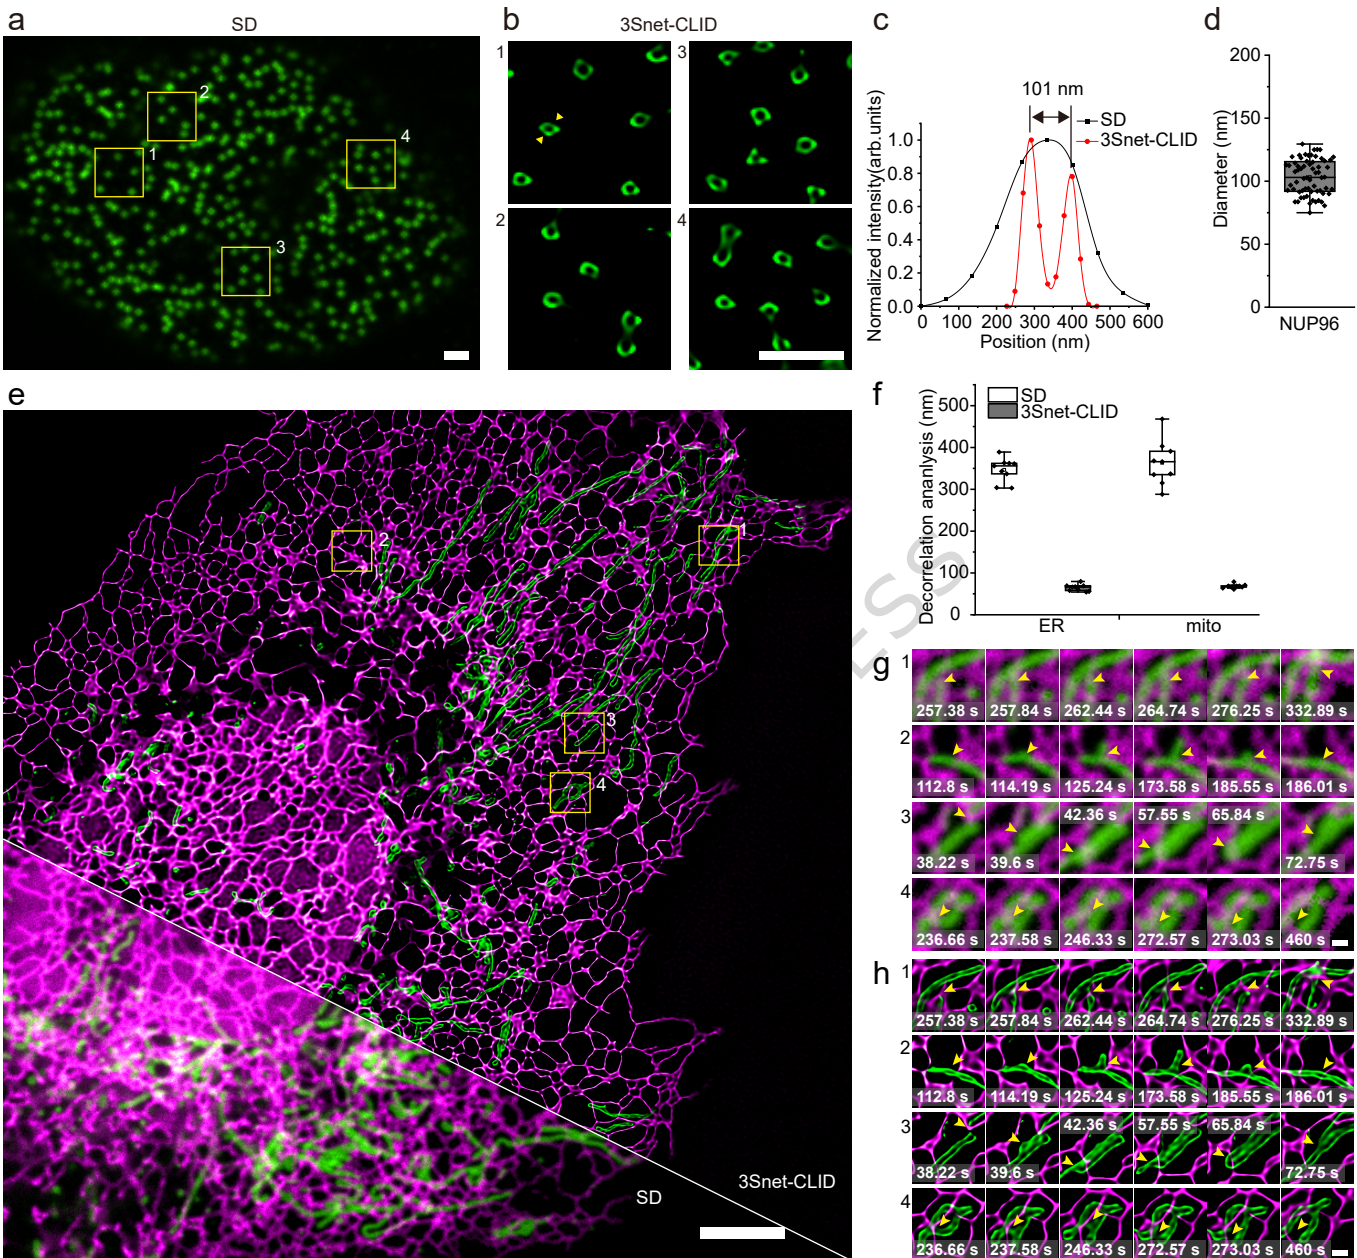 a
SD
1
2
3
4
b
3Snet-CLID
1
3
2
4
c
101 nm
SD
3Snet-CLID
Normalized intensity(arb.units)
1.0
0.8
0.6
0.4
0.2
0.0
0 100 200 300 400 500 600
Position (nm)
d
Diameter (nm)
200
150
100
50
0
NUP96
e
1
2
3
4
SD
3Snet-CLID
f
SD
3Snet-CLID
Decorrelation ananlysis (nm)
500
400
300
200
100
0
ER mito
ESS
g
1
257.38 s 257.84 s 262.44 s 264.74 s 276.25 s 332.89 s
2
112.8 s 114.19 s 125.24 s 173.58 s 185.55 s 186.01 s
3
38.22 s 39.6 s 42.36 s 57.55 s 65.84 s 72.75 s
4
236.66 s 237.58 s 246.33 s 272.57 s 273.03 s 460 s
h
1
257.38 s 257.84 s 262.44 s 264.74 s 276.25 s 332.89 s
2
112.8 s 114.19 s 125.24 s 173.58 s 185.55 s 186.01 s
3
38.22 s 39.6 s 42.36 s 57.55 s 65.84 s 72.75 s
4
236.66 s 237.58 s 246.33 s 272.57 s 273.03 s 460 s